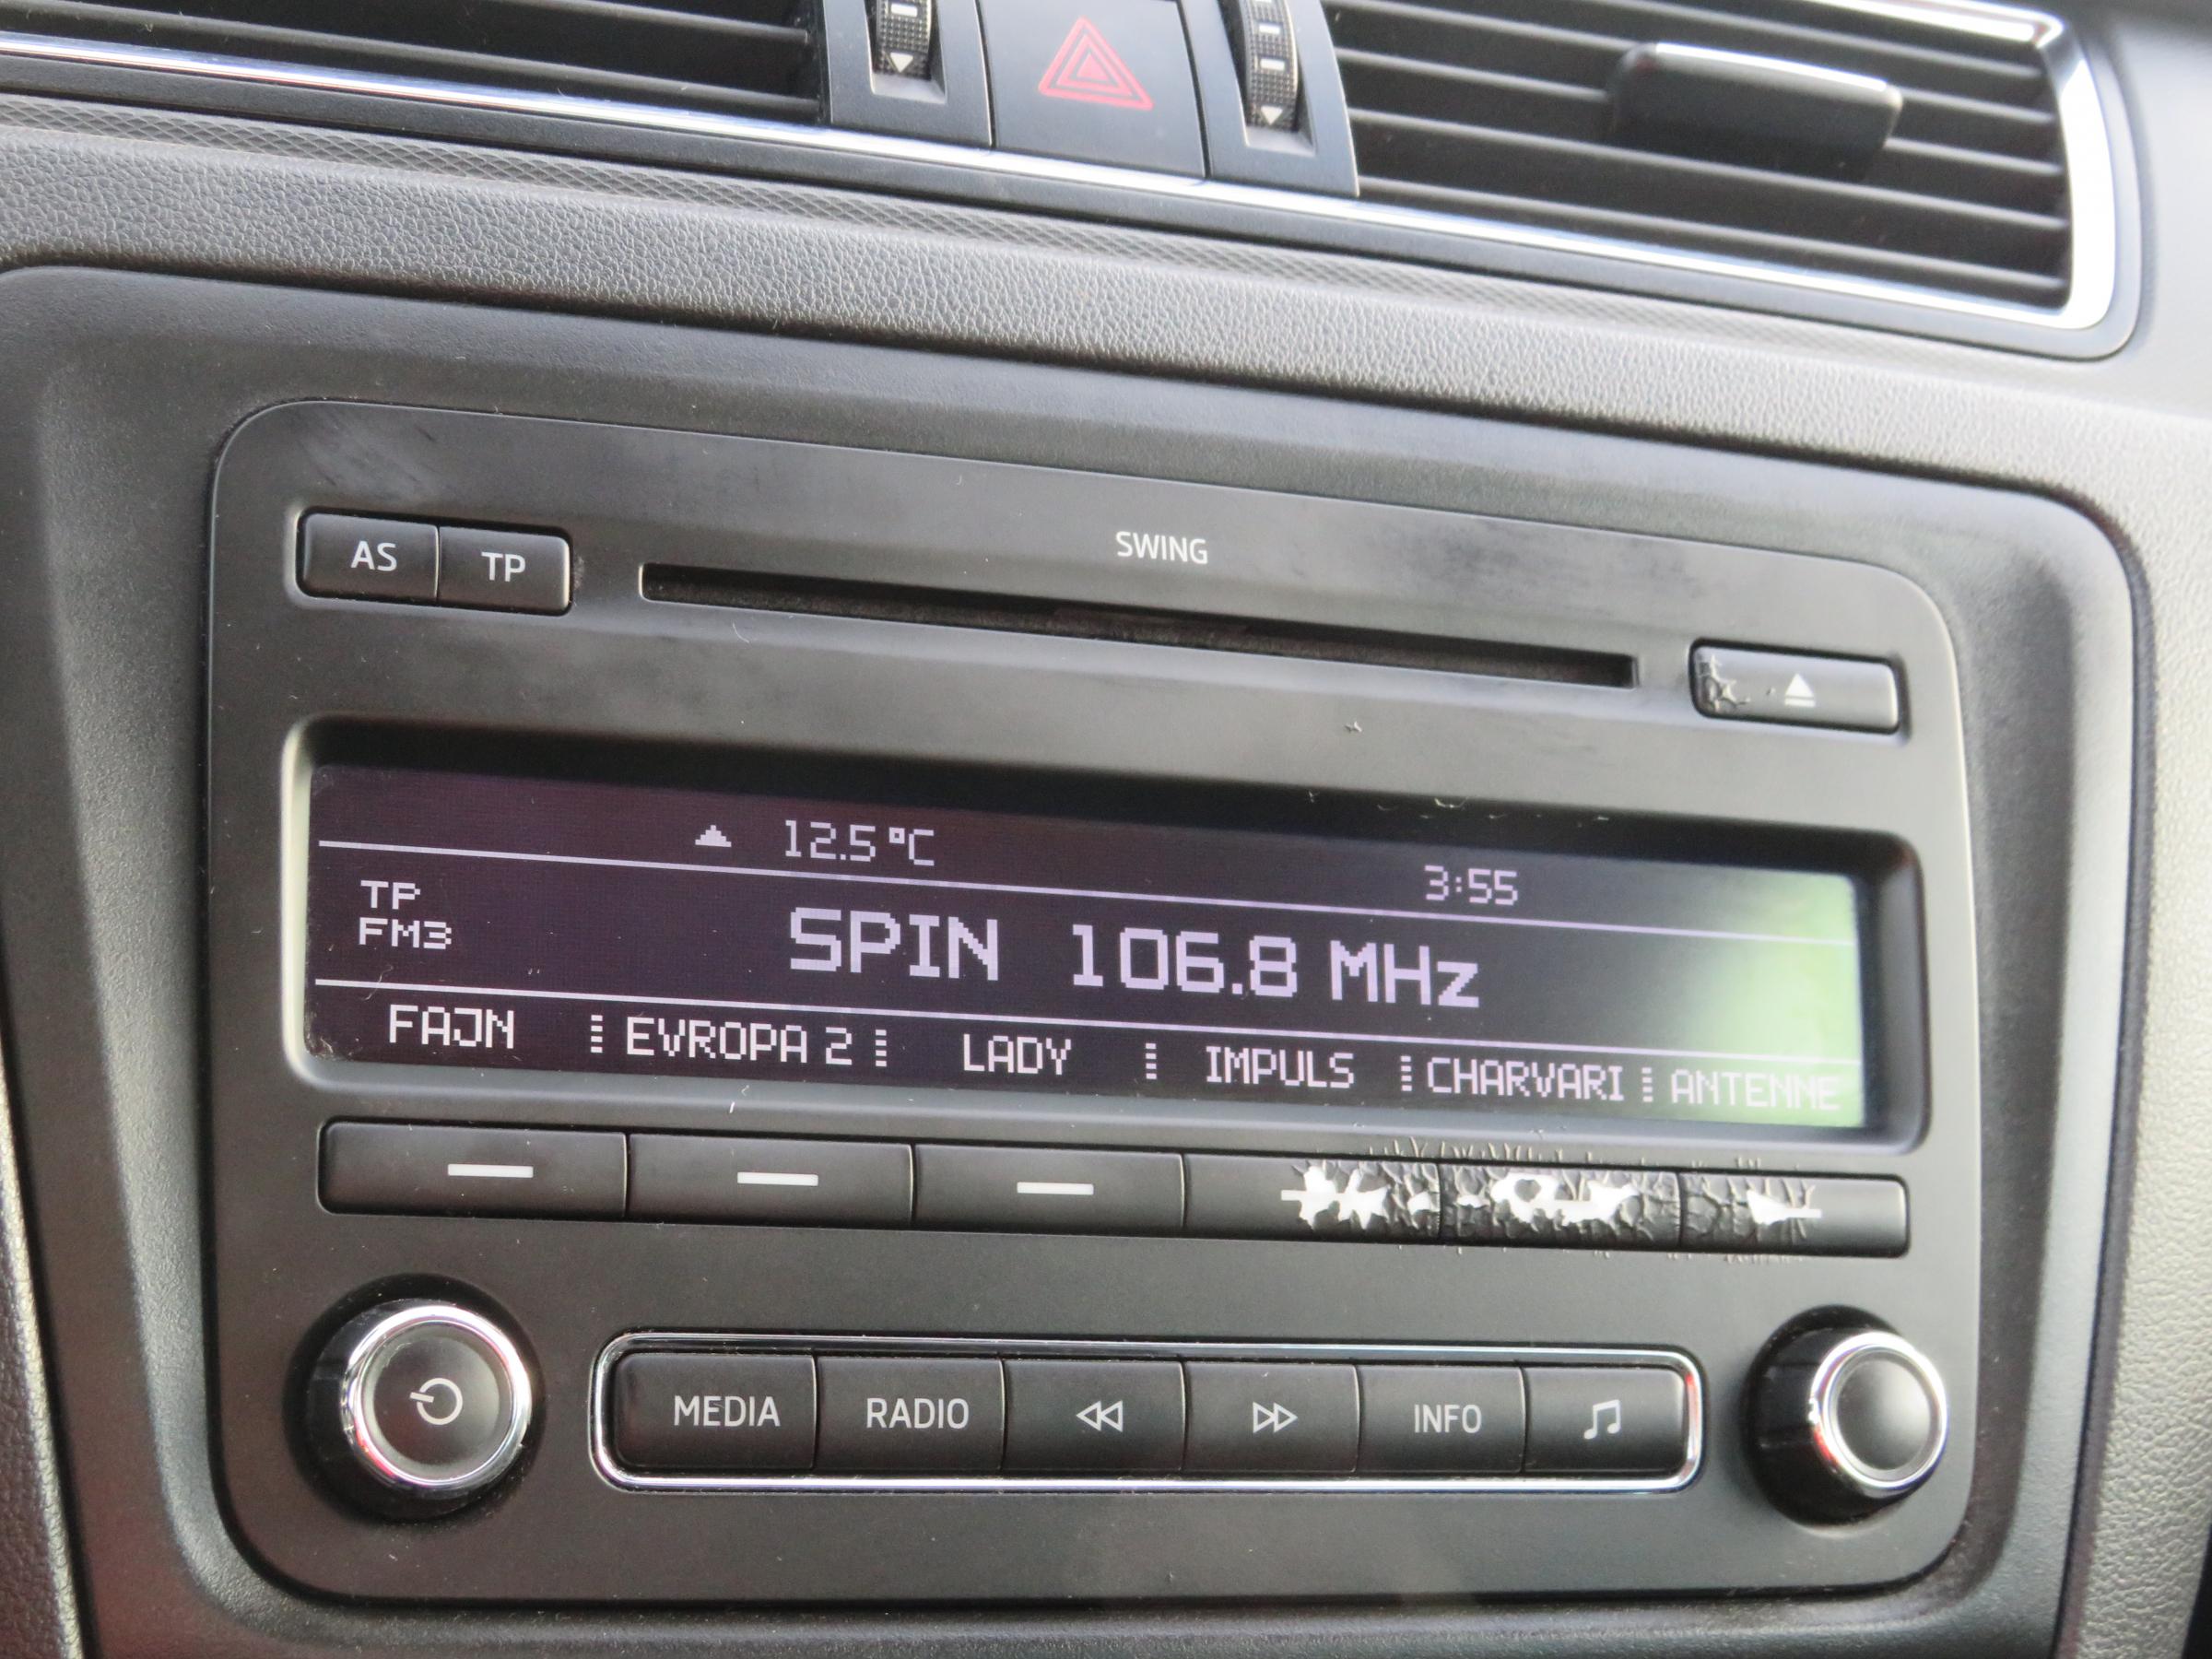 SWING
AS TP
12.5°C 3:55
TP
FM3
SPIN 106.8 MHz
FAJN EVROPA 2 LADY IMPULS CHARVARI ANTENNE
MEDIA RADIO INFO